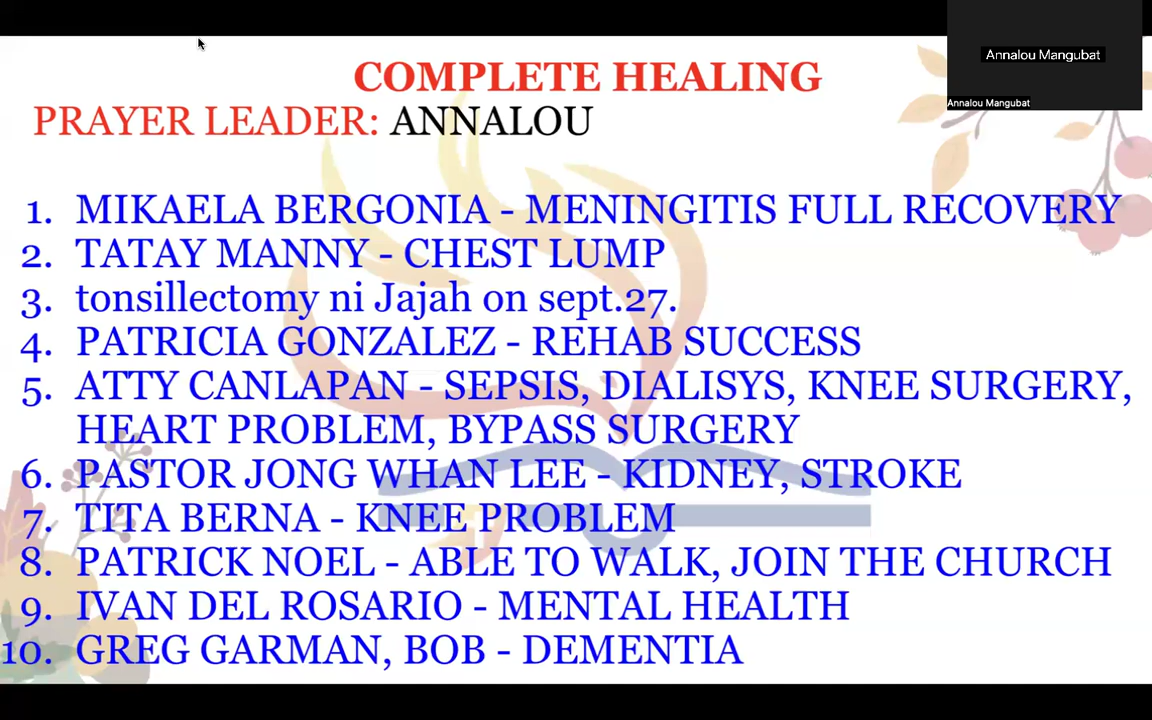 Annalou Mangubat
Annalou Mangubat
COMPLETE HEALING
PRAYER LEADER: ANNALOU
1. MIKAELA BERGONIA - MENINGITIS FULL RECOVERY
2. TATAY MANNY - CHEST LUMP
3. tonsillectomy ni Jajah on sept.27.
4. PATRICIA GONZALEZ - REHAB SUCCESS
5. ATTY CANLAPAN - SEPSIS, DIALISYS, KNEE SURGERY,
HEART PROBLEM, BYPASS SURGERY
6. PASTOR JONG WHAN LEE - KIDNEY, STROKE
7. TITA BERNA - KNEE PROBLEM
8. PATRICK NOEL - ABLE TO WALK, JOIN THE CHURCH
9. IVAN DEL ROSARIO - MENTAL HEALTH
10. GREG GARMAN, BOB - DEMENTIA